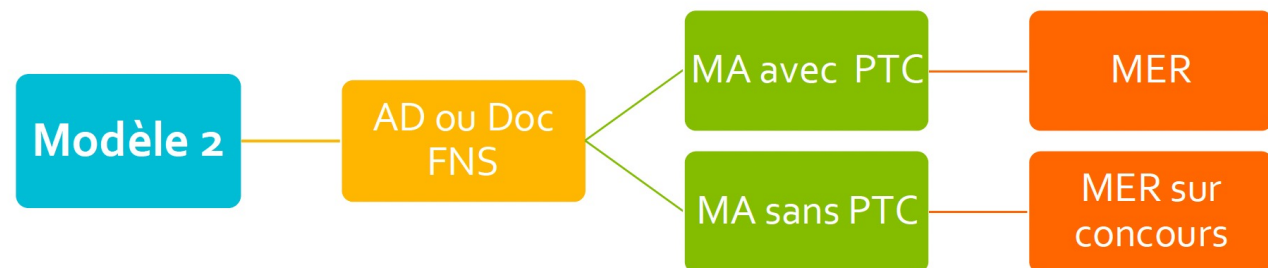 Modèle 2
AD ou Doc
FNS
MA avec  PTC
MER
MA sans PTC
MER sur
concours